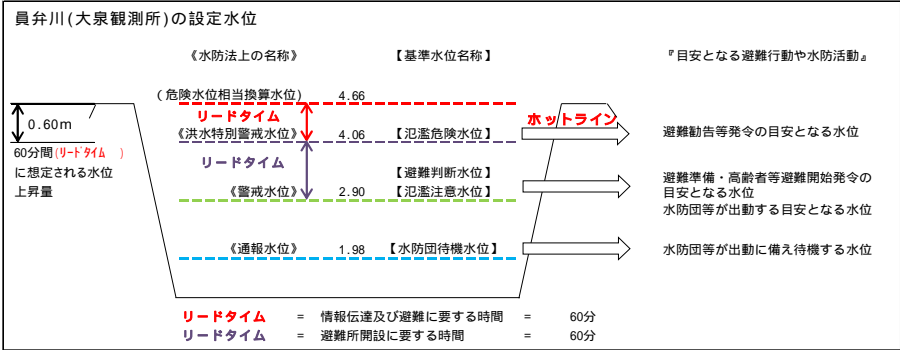 員弁川(大泉観測所)の設定水位
《水防法上の名称》 【基準水位名称】 『目安となる避難行動や水防活動』
(危険水位相当換算水位) 4.66
リードタイム ホットライン
0.60m
《洪水特別警戒水位》 4.06 【氾濫危険水位】 避難勧告等発令の目安となる水位
60分間(リードタイム )
に想定される水位
上昇量
リードタイム
【避難判断水位】 避難準備・高齢者等避難開始発令の
目安となる水位
《警戒水位》 2.90 【氾濫注意水位】
水防団等が出動する目安となる水位
《通報水位》 1.98 【水防団待機水位】 水防団等が出動に備え待機する水位
リードタイム = 情報伝達及び避難に要する時間 = 60分
リードタイム = 避難所開設に要する時間 = 60分